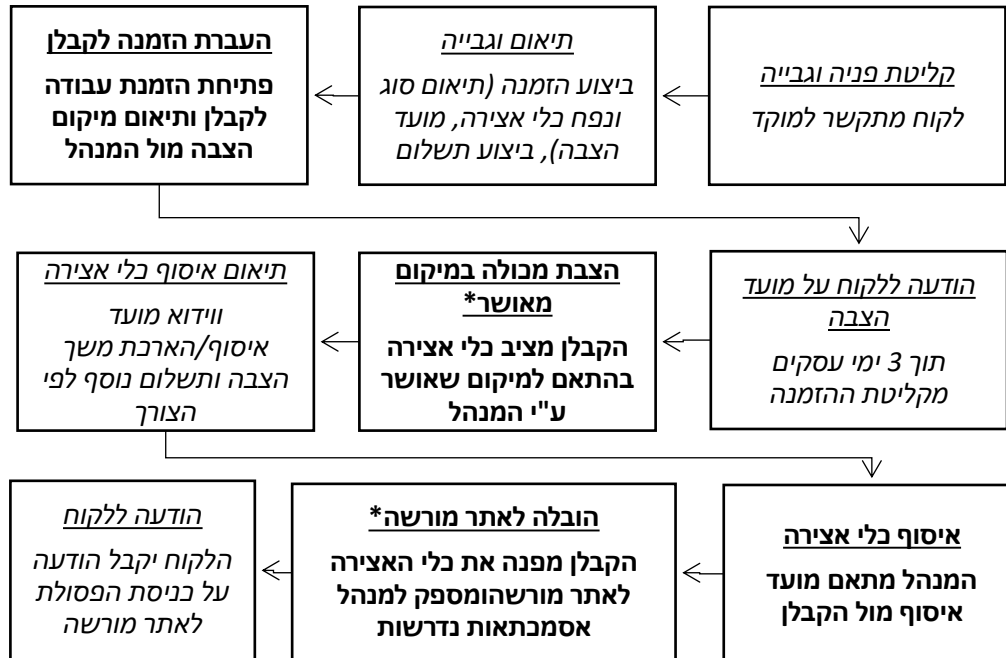 קליטת פניה וגבייה
לקוח מתקשר למוקד
תיאום וגבייה
ביצוע הזמנה (תיאום סוג
ונפח כלי אצירה, מועד
הצבה), ביצוע תשלום
העברת הזמנה לקבלן
פתיחת הזמנת עבודה
לקבלן ותיאום מיקום
הצבה מול המנהל
הודעה ללקוח על מועד
הצבה
תוך 3 ימי עסקים
מקליטת ההזמנה
הצבת מכולה במיקום
מאושר*
הקבלן מציב כלי אצירה
בהתאם למיקום שאושר
ע"י המנהל
תיאום איסוף כלי אצירה
ווידוא מועד
איסוף/הארכת משך
הצבה ותשלום נוסף לפי
הצורך
איסוף כלי אצירה
המנהל מתאם מועד
איסוף מול הקבלן
הובלה לאתר מורשה*
הקבלן מפנה את כלי האצירה
לאתר מורשהומספק למנהל
אסמכתאות נדרשות
הודעה ללקוח
הלקוח יקבל הודעה
על כניסת הפסולת
לאתר מורשה